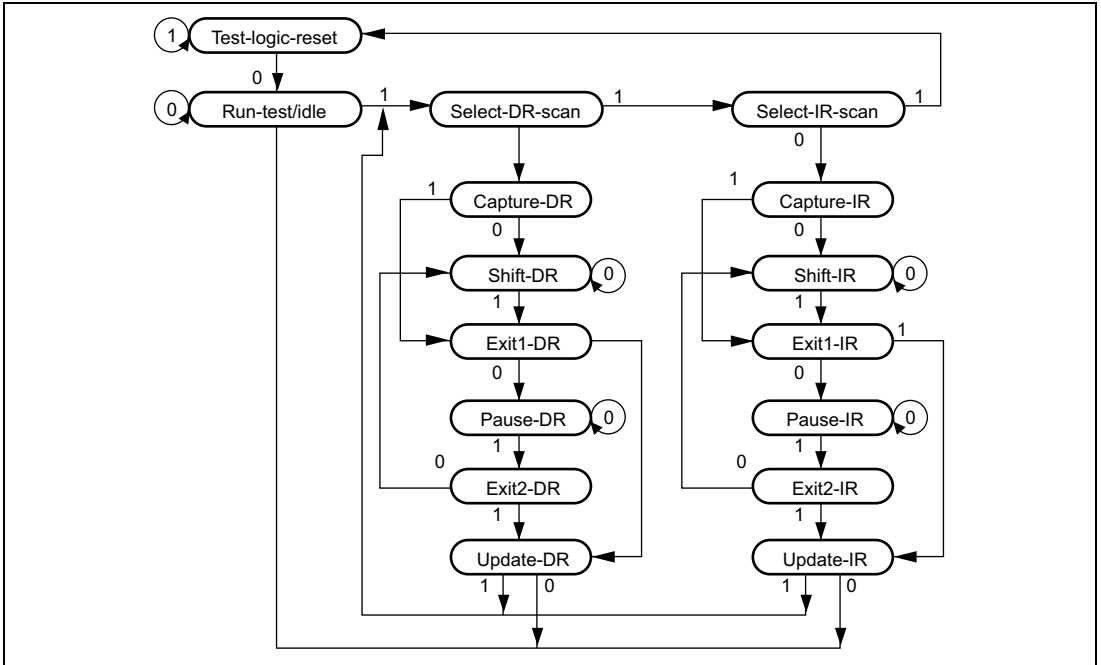 1 Test-logic-reset
0
0 Run-test/idle 1 Select-DR-scan 1 Select-IR-scan 1
0
1 Capture-DR 1 Capture-IR
0 0
Shift-DR 0 Shift-IR 0
1 1
Exit1-DR Exit1-IR 1
0 0
Pause-DR 0 Pause-IR 0
1 1
0 0
Exit2-DR Exit2-IR
1 1
Update-DR Update-IR
1 0 1 0